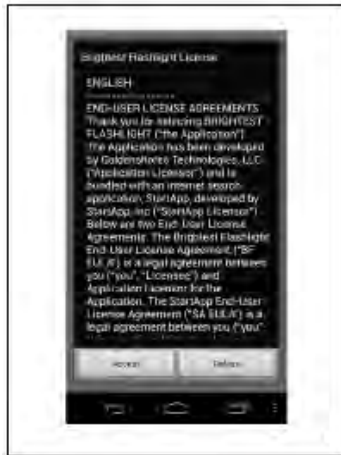 Brightest Flashlight License
ENGLISH
--------------------
END-USER LICENSE AGREEMENTS
Thank you for selecting BRIGHTEST
FLASHLIGHT ("the Application").
The Application has been developed
by Goldenshores Technologies, LLC
("Application Licensor") and is
bundled with an internet search
application, StartApp, developed by
StartApp, Inc ("StartApp Licensor").
Below are two End-User License
Agreements. The Brightest Flashlight
End-User License Agreement ("BF
EULA") is a legal agreement between
you ("you", "Licensee") and
Application Licensor for the
Application. The StartApp End-User
License Agreement ("SA EULA") is a
legal agreement between you ("you"
Accept Refuse